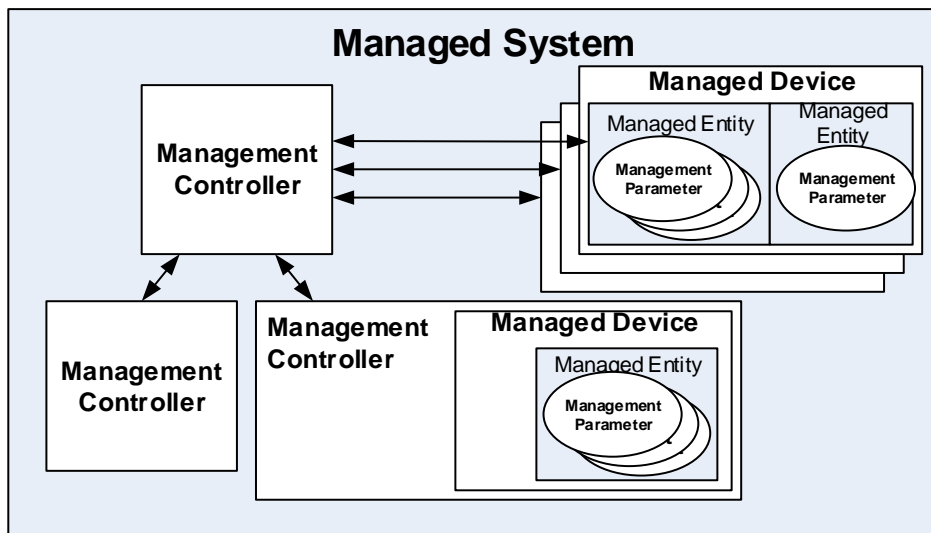 Managed System
Managed Device
Management
Controller
Managed Entity
Management
Parameter
Managed
Entity
Management
Parameter
Management
Controller
Management
Controller
Managed Device
Managed Entity
Management
Parameter